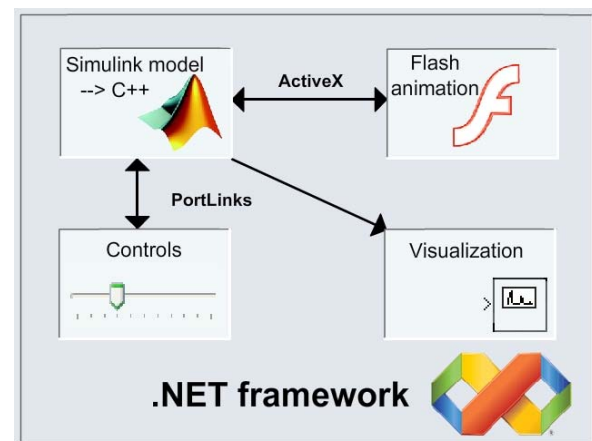 Simulink model
--> C++
ActiveX
Flash
animation
PortLinks
Controls
Visualization
.NET framework